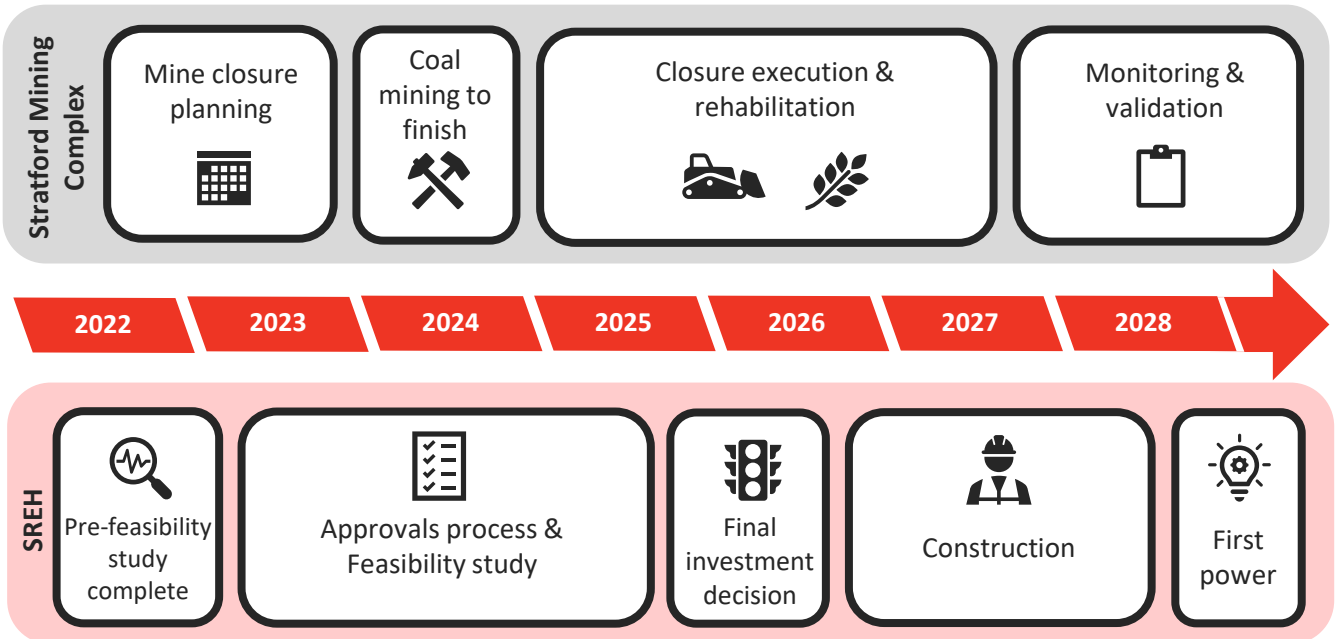 Stratford Mining
Complex
Mine closure
planning
Coal
mining to
finish
Closure execution &
rehabilitation
Monitoring &
validation
2022
2023
2024
2025
2026
2027
2028
SREH
Pre-feasibility
study
complete
Approvals process &
Feasibility study
Final
investment
decision
Construction
First
power